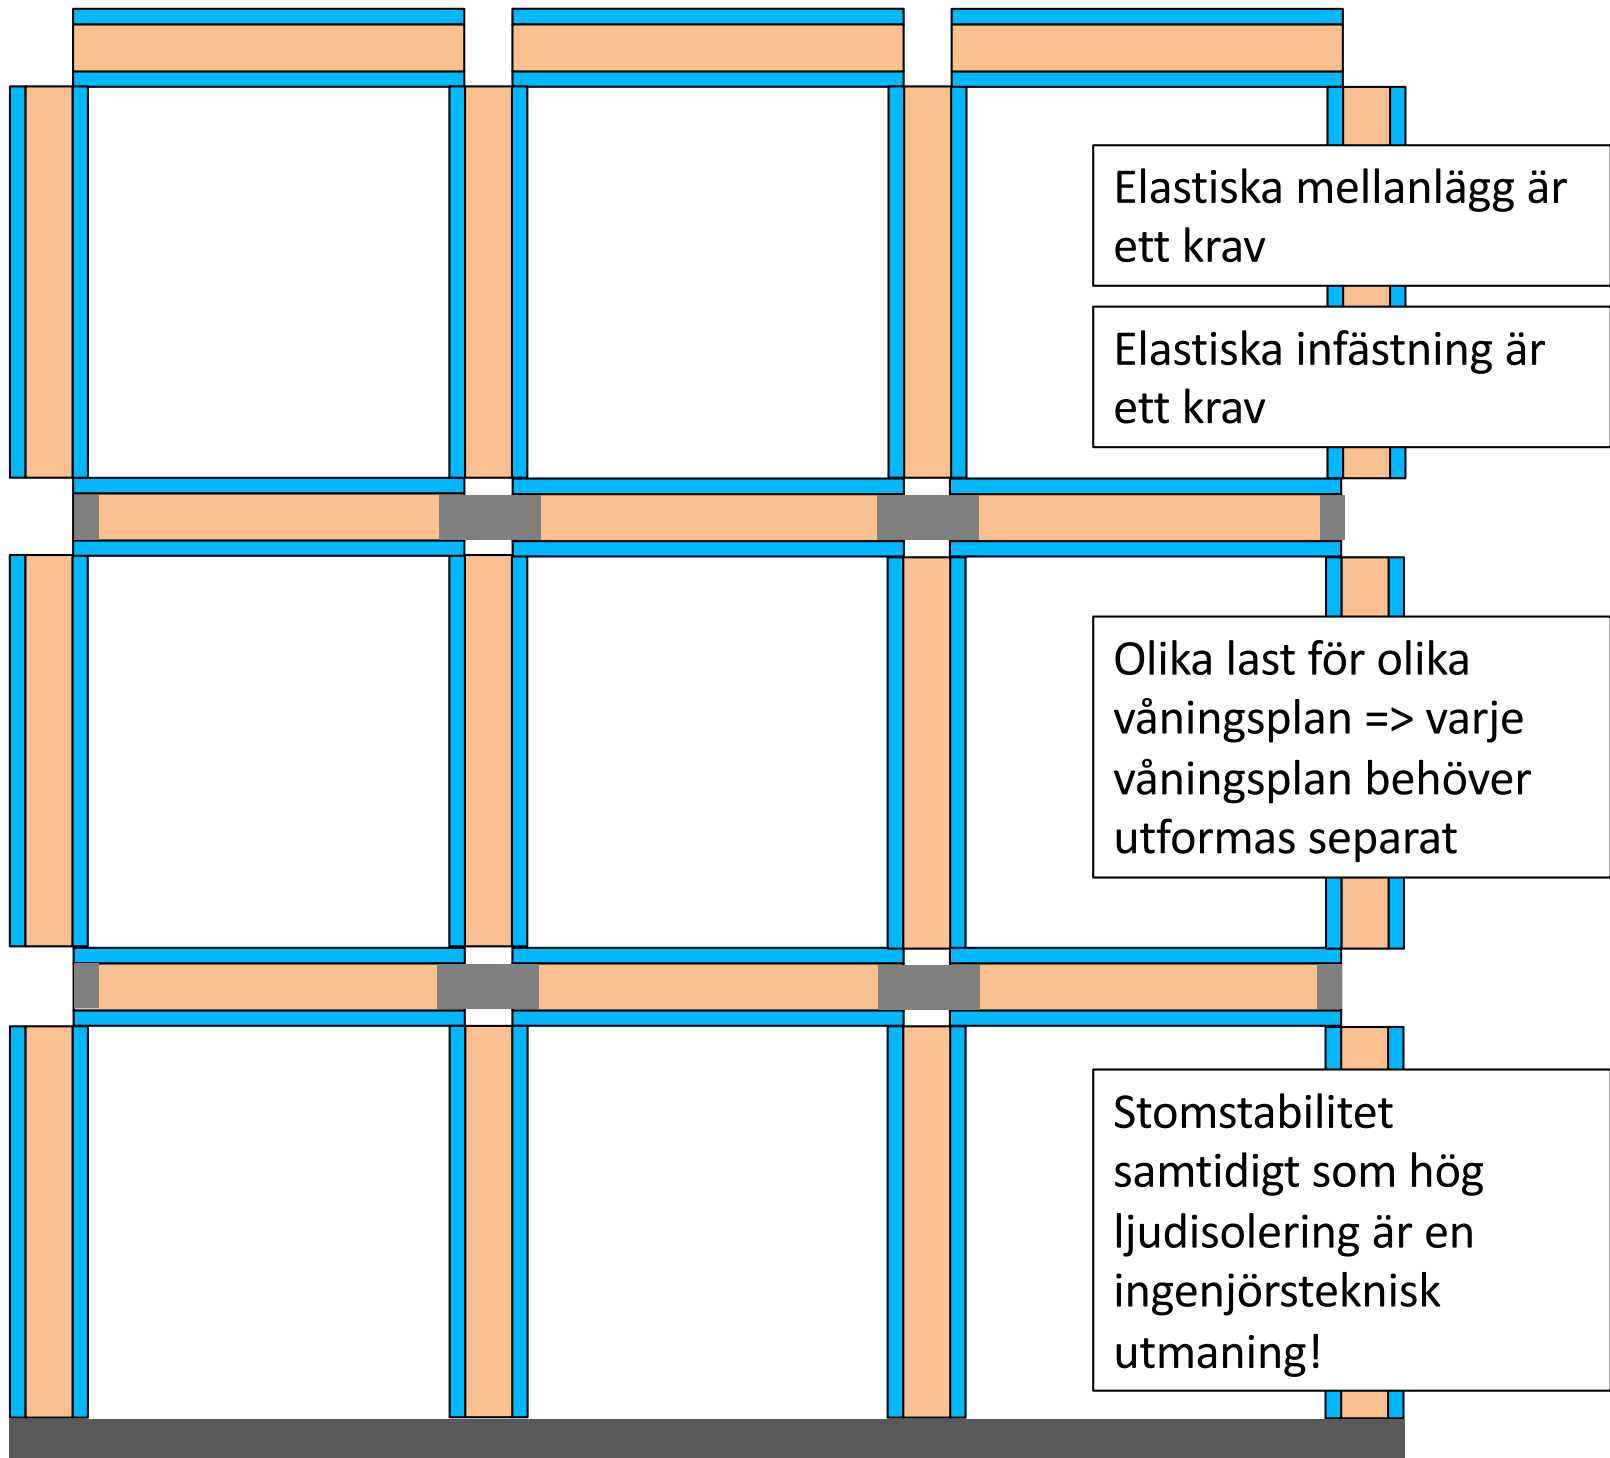 Elastiska mellanlägg är
ett krav
Elastiska infästning är
ett krav
Olika last för olika
våningsplan => varje
våningsplan behöver
utformas separat
Stomstabilitet
samtidigt som hög
ljudisolering är en
ingenjörsteknisk
utmaning!